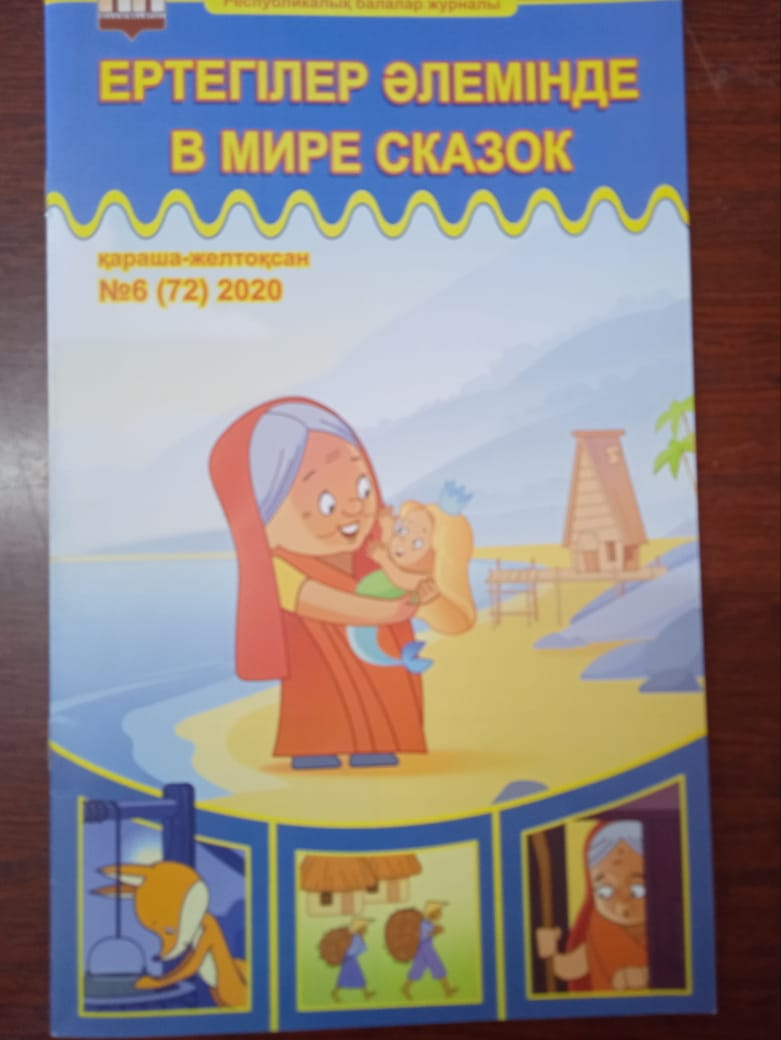 Республикалық балалар журналы
ЕРТЕГІЛЕР ӘЛЕМІНДЕ
В МИРЕ СКАЗОК
қараша-желтоқсан
№6 (72) 2020